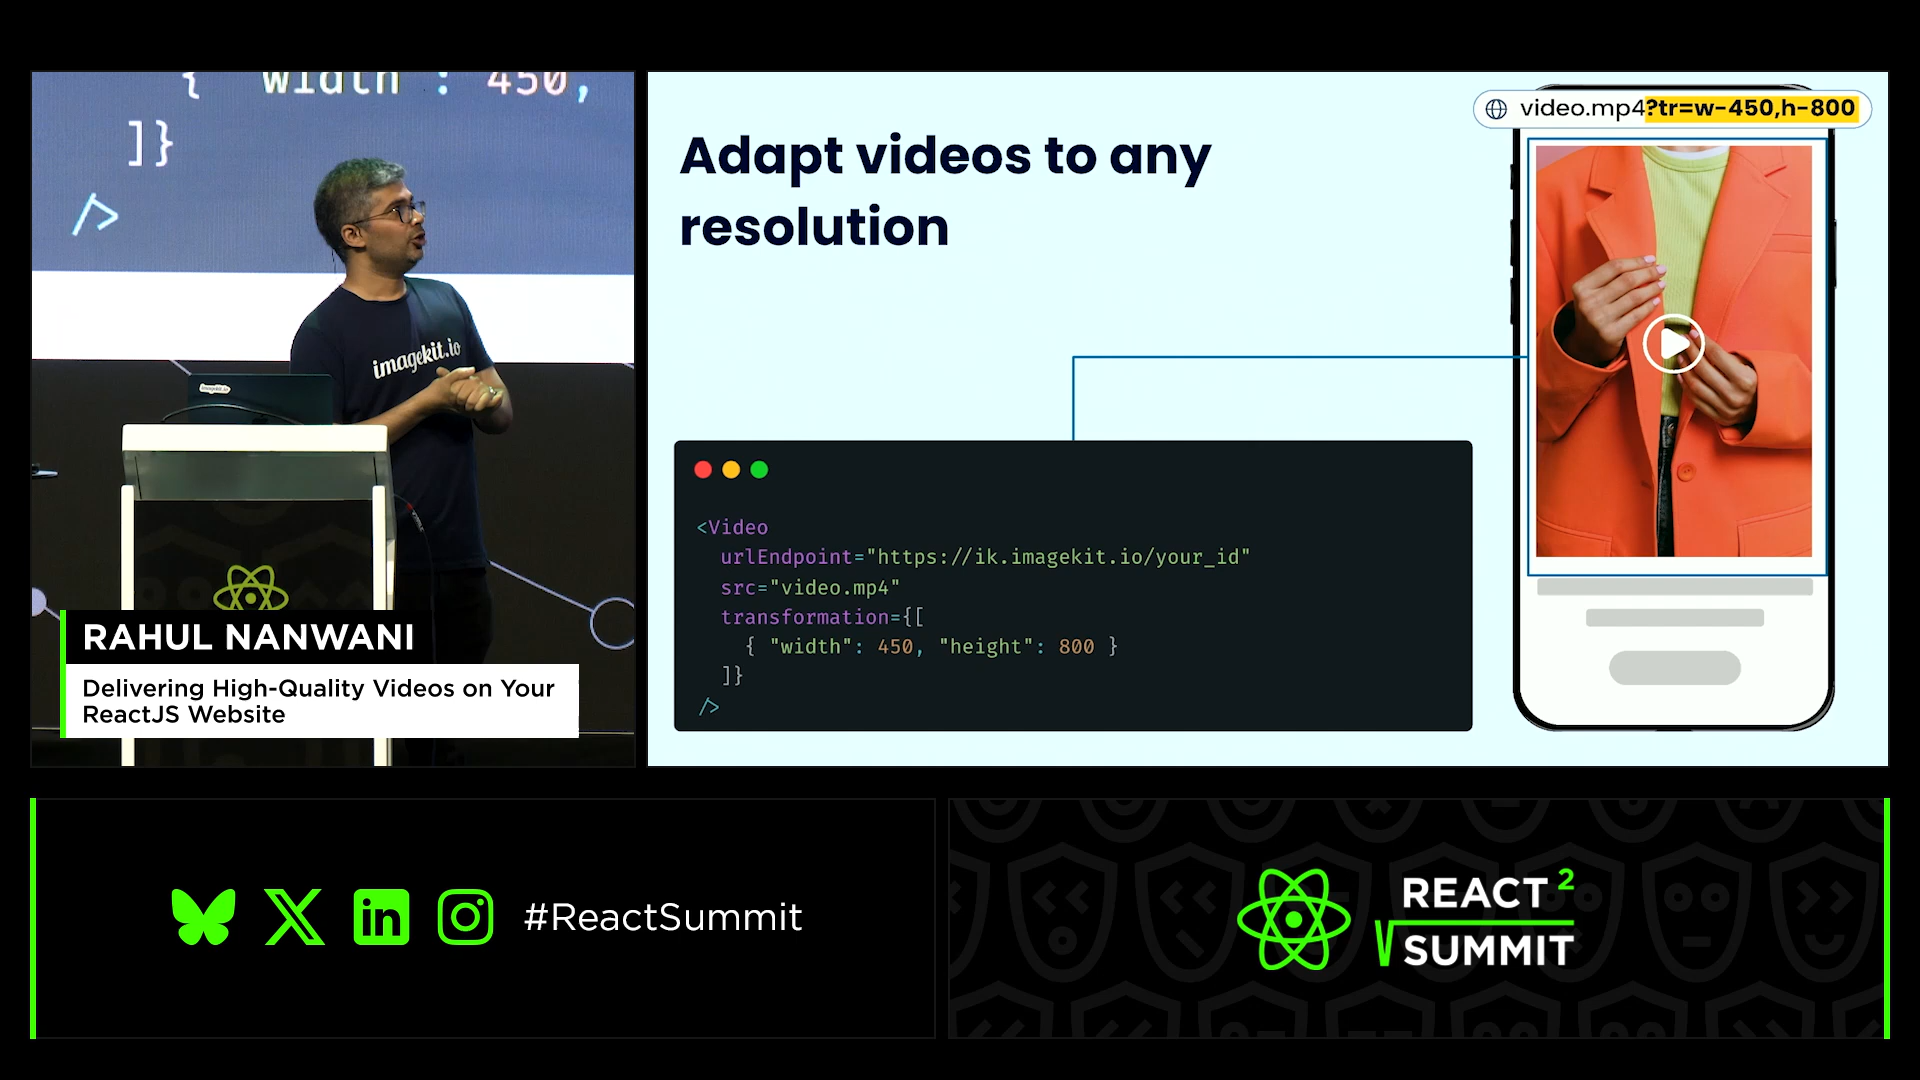 { "width": 450,
]}
/>
imagekit.io
imagekit.io
RAHUL NANWANI
Delivering High-Quality Videos on Your
ReactJS Website
Adapt videos to any
resolution
video.mp4?tr=w-450,h-800
<Video
urlEndpoint="https://ik.imagekit.io/your_id"
src="video.mp4"
transformation={[
{ "width": 450, "height": 800 }
]}
/>
#ReactSummit
REACT 2
SUMMIT